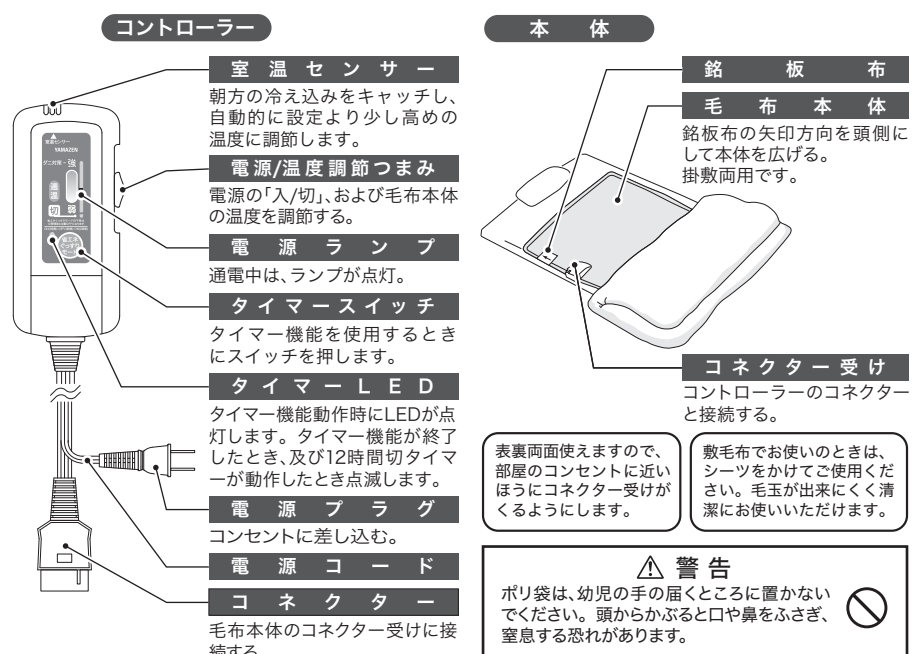 コントローラー
室温センサー
朝方の冷え込みをキャッチし、
自動的に設定より少し高めの
温度に調節します。
電源/温度調節つまみ
電源の「入/切」、および毛布本体
の温度を調節する。
電源ランプ
通電中は、ランプが点灯。
タイマースイッチ
タイマー機能を使用するとき
にスイッチを押します。
タイマーLED
タイマー機能動作時にLEDが点
灯します。タイマー機能が終了
したとき、及び12時間切タイマ
ーが動作したとき点滅します。
電源プラグ
コンセントに差し込む。
電源コード
コネクター
毛布本体のコネクター受けに接
続する。
室温センサー
YAMAZEN
ダニ対策・強
適温
切 弱
本体
銘板布
毛布本体
銘板布の矢印方向を頭側に
して本体を広げる。
掛敷両用です。
コネクター受け
コントローラーのコネクター
と接続する。
表裏両面使えますので、
部屋のコンセントに近い
ほうにコネクター受けが
くるようにします。
敷毛布でお使いのときは、
シーツをかけてご使用くだ
さい。毛玉が出来にくく清
潔にお使いいただけます。
警告
ポリ袋は、幼児の手の届くところに置かない
でください。頭からかぶると口や鼻をふさぎ、
窒息する恐れがあります。